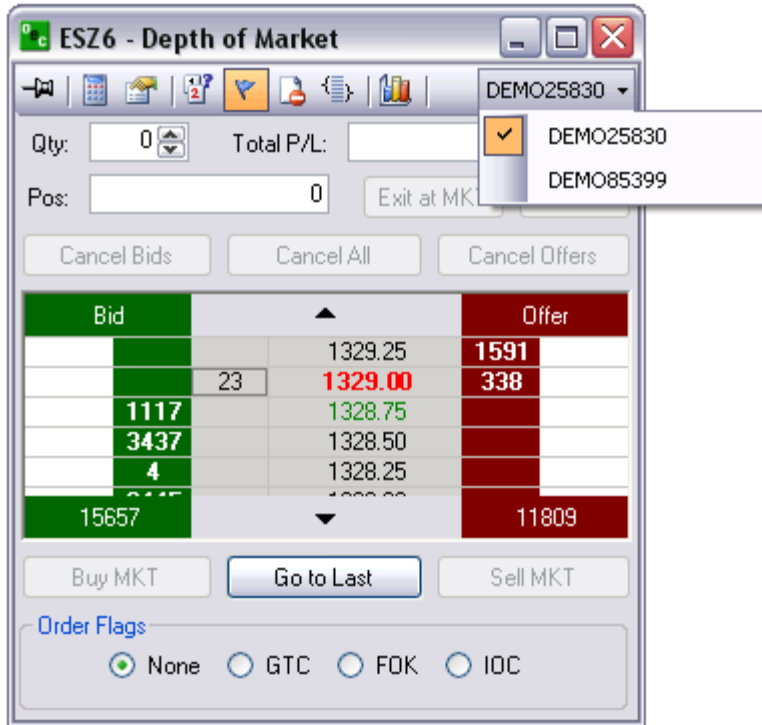 Oec ESZ6 - Depth of Market
DEMO25830
Qty: 0 Total P/L:
DEMO25830
DEMO85399
Pos: 0 Exit at MK
Cancel Bids Cancel All Cancel Offers
Bid Offer
1329.25 1591
23 1329.00 338
1117 1328.75
3437 1328.50
4 1328.25
15657 11809
Buy MKT Go to Last Sell MKT
Order Flags
None GTC FOK IOC